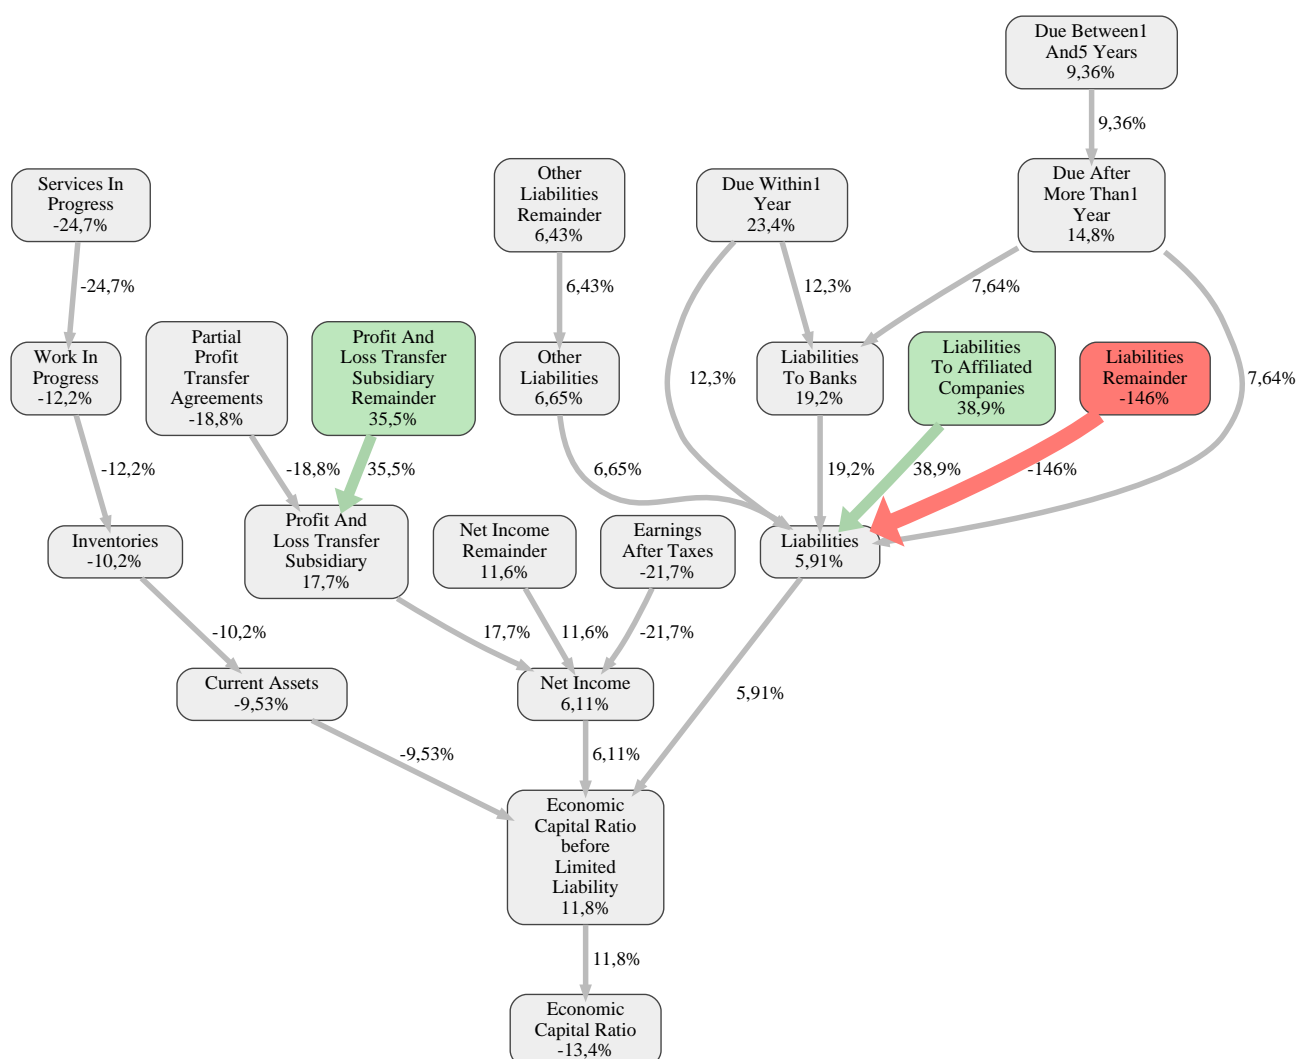 Due Between1
And5 Years
9,36%
9,36%
Services In
Progress
-24,7%
Other
Liabilities
Remainder
6,43%
Due Within1
Year
23,4%
Due After
More Than1
Year
14,8%
-24,7%
6,43%
12,3%
7,64%
Work In
Progress
-12,2%
Partial
Profit
Transfer
Agreements
-18,8%
Profit And
Loss Transfer
Subsidiary
Remainder
35,5%
Other
Liabilities
6,65%
12,3%
Liabilities
To Banks
19,2%
Liabilities
To Affiliated
Companies
38,9%
Liabilities
Remainder
-146%
7,64%
-12,2%
-18,8%
35,5%
6,65%
19,2%
38,9%
-146%
Inventories
-10,2%
Profit And
Loss Transfer
Subsidiary
17,7%
Net Income
Remainder
11,6%
Earnings
After Taxes
-21,7%
Liabilities
5,91%
-10,2%
17,7%
11,6%
-21,7%
Current Assets
-9,53%
Net Income
6,11%
5,91%
-9,53%
6,11%
Economic
Capital Ratio
before
Limited
Liability
11,8%
11,8%
Economic
Capital Ratio
-13,4%